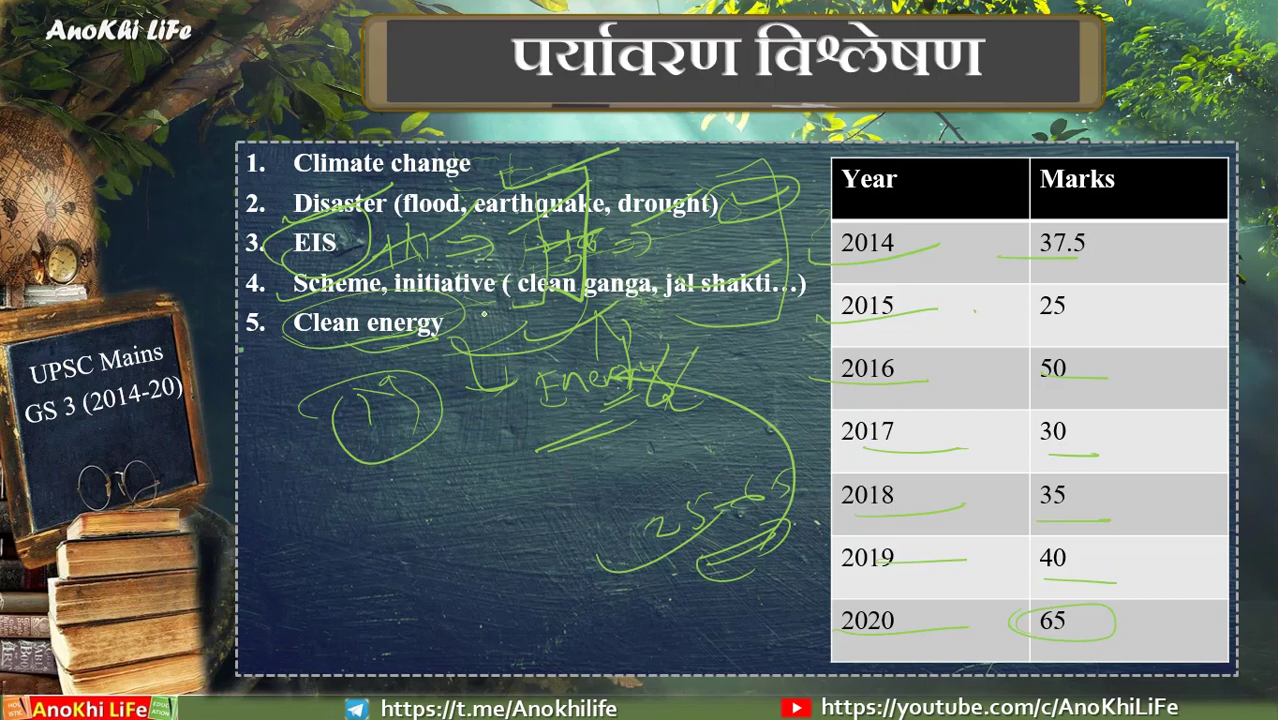 AnoKhi LiFe
पर्यावरण विश्लेषण
1. Climate change
2. Disaster (flood, earthquake, drought)
3. EIS
4. Scheme, initiative ( clean ganga, jal shakti…)
5. Clean energy
Energy
25-65
UPSC Mains
GS 3 (2014-20)
Year Marks
2014 37.5
2015 25
2016 50
2017 30
2018 35
2019 40
2020 65
AnoKhi LiFe
https://t.me/Anokhilife
https://youtube.com/c/AnoKHiLiFe